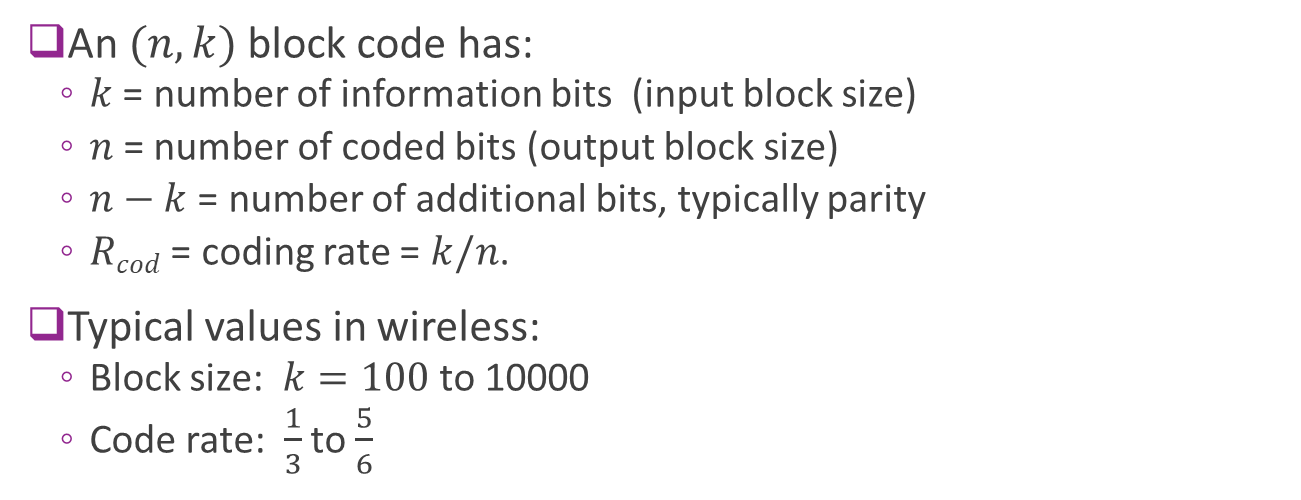 ❑An (n, k) block code has:
◦ k = number of information bits (input block size)
◦ n = number of coded bits (output block size)
◦ n − k = number of additional bits, typically parity
◦ R_cod = coding rate = k/n.
❑Typical values in wireless:
◦ Block size: k = 100 to 10000
◦ Code rate: 1/3 to 5/6